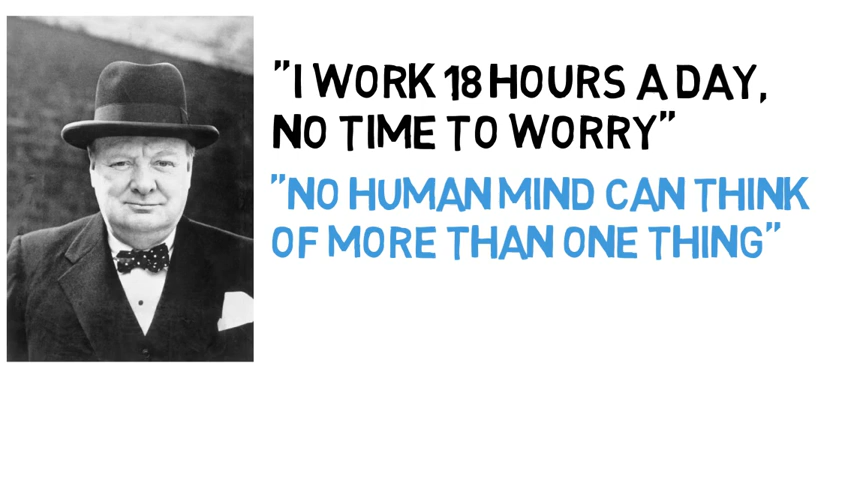 "I WORK 18 HOURS A DAY,
NO TIME TO WORRY"
"NO HUMAN MIND CAN THINK
OF MORE THAN ONE THING"